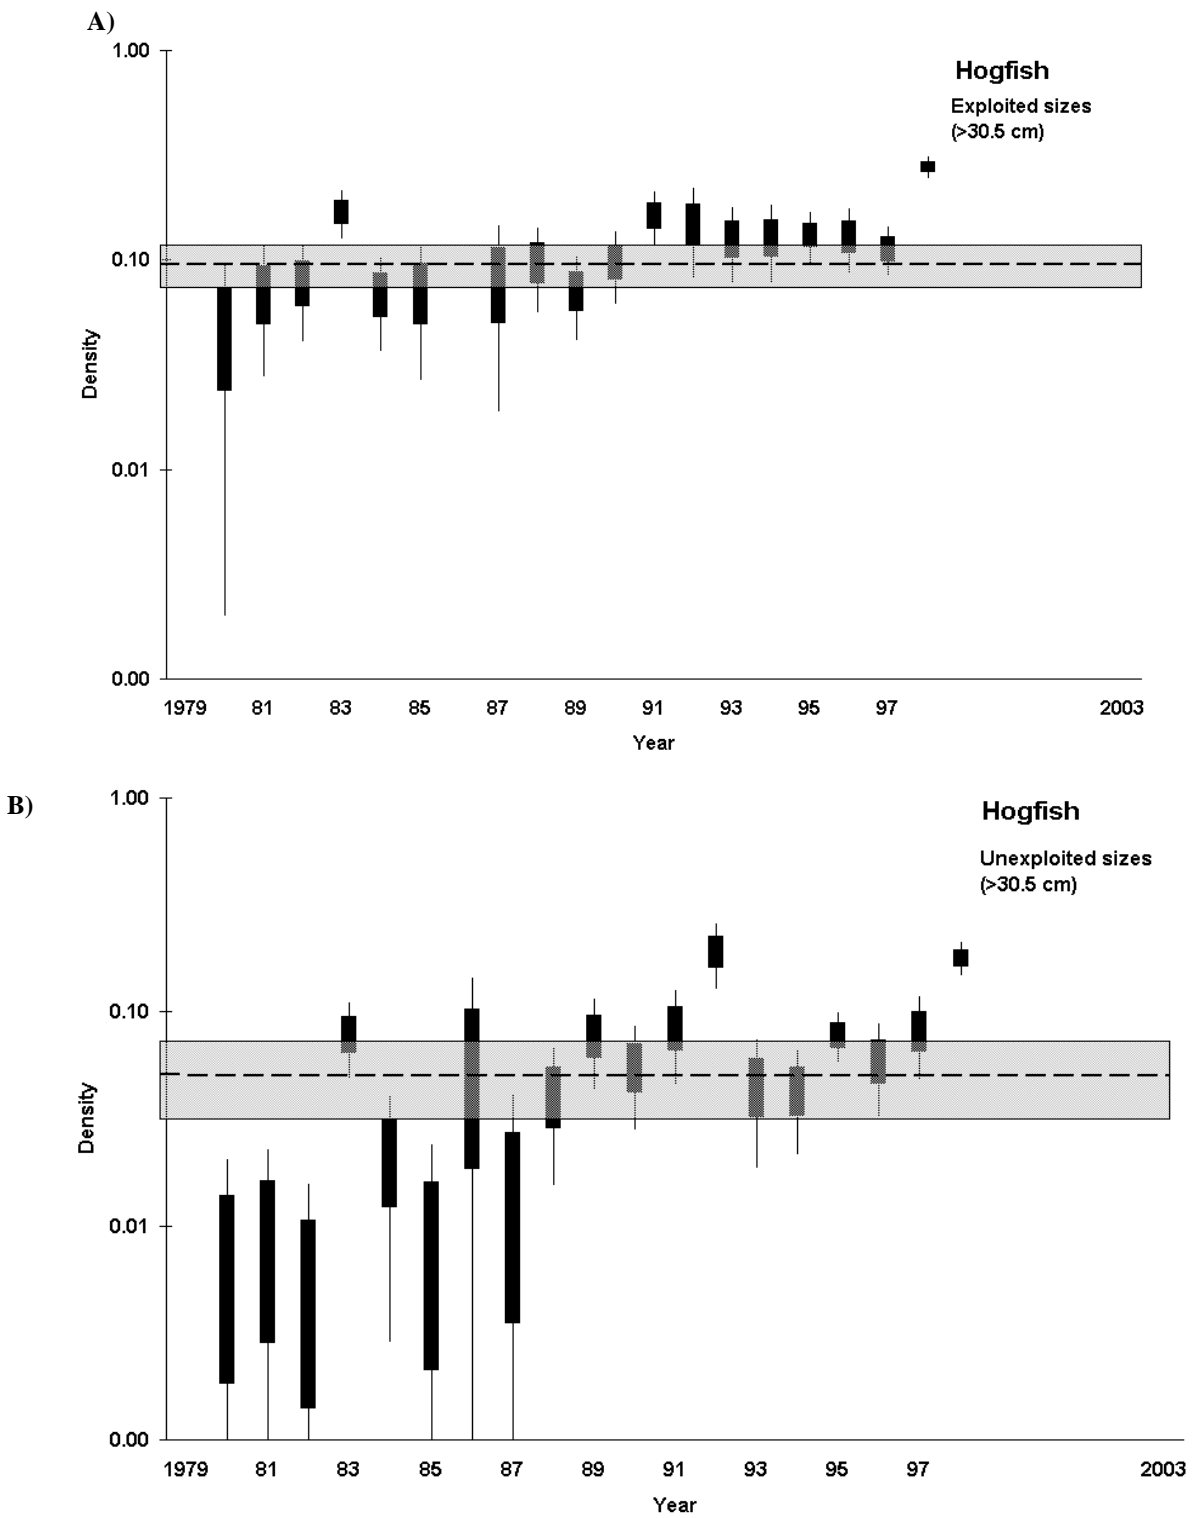 A)
1.00
Hogfish
Exploited sizes
(>30.5 cm)
0.10
Density
0.01
0.00
1979 81 83 85 87 89 91 93 95 97 2003
Year
B)
1.00
Hogfish
Unexploited sizes
(>30.5 cm)
0.10
Density
0.01
0.00
1979 81 83 85 87 89 91 93 95 97 2003
Year